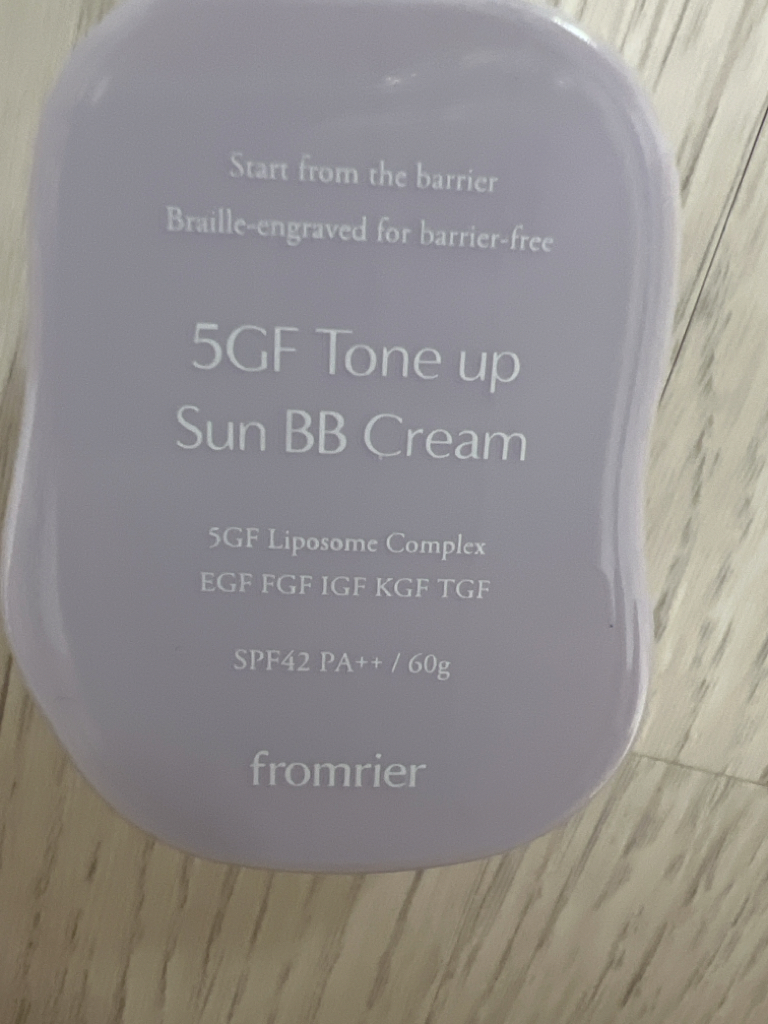 Start from the barrier
Braille-engraved for barrier-free
5GF Tone up
Sun BB Cream
5GF Liposome Complex
EGF FGF IGF KGF TGF
SPF42 PA++ / 60g
fromrier